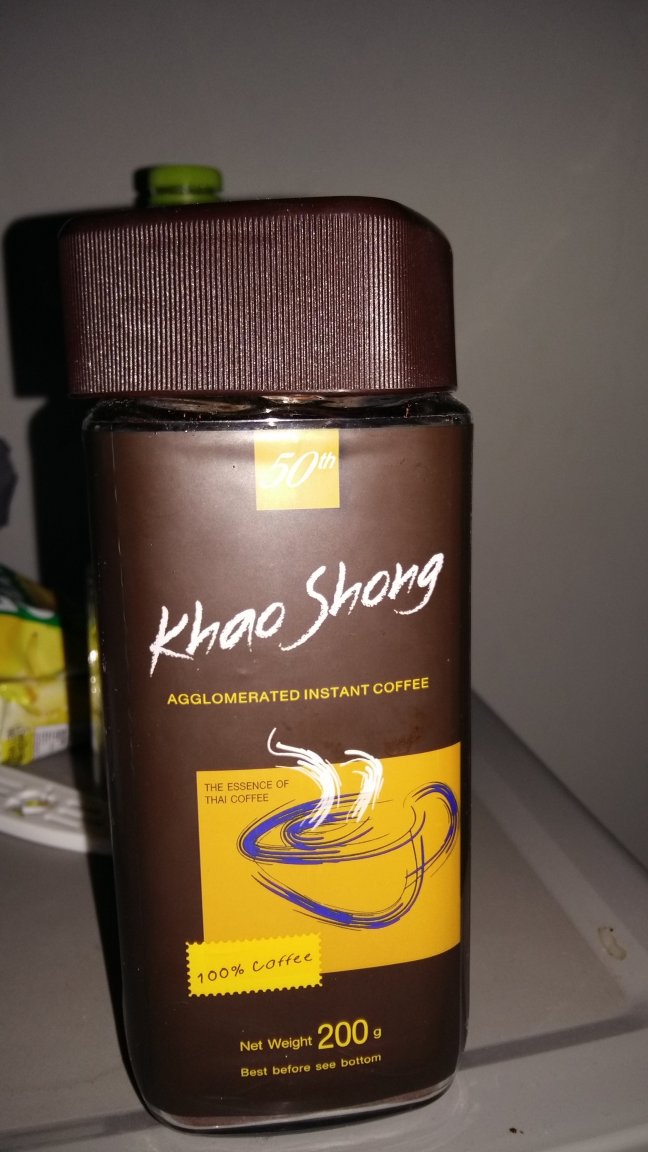 50th
Khao Shong
AGGLOMERATED INSTANT COFFEE
THE ESSENCE OF
THAI COFFEE
100% Coffee
Net Weight 200 g
Best before see bottom